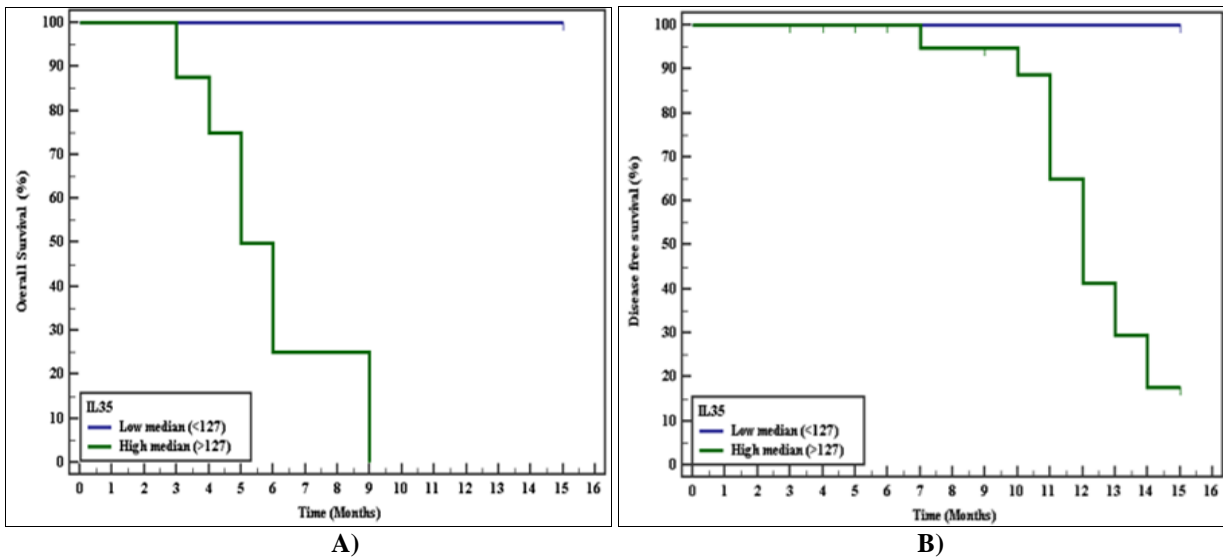 Overall Survival (%)
100
90
80
70
60
50
40
30
20
10
0
IL35
Low median (<127)
High median (>127)
0 1 2 3 4 5 6 7 8 9 10 11 12 13 14 15 16
Time (Months)
A)
Disease free survival (%)
100
90
80
70
60
50
40
30
20
10
0
IL35
Low median (<127)
High median (>127)
0 1 2 3 4 5 6 7 8 9 10 11 12 13 14 15 16
Time (Months)
B)